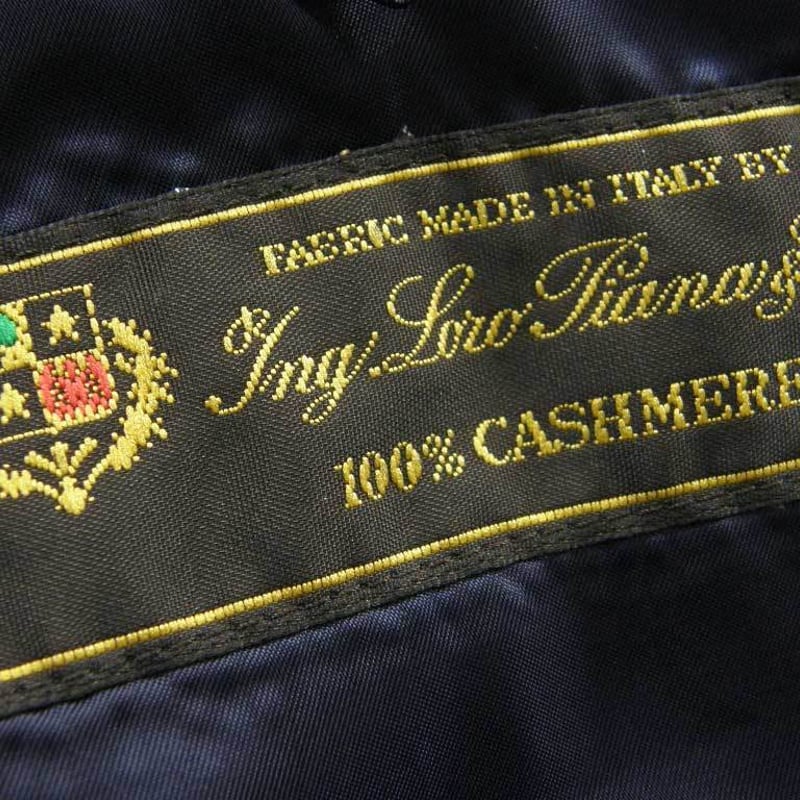 FABRIC MADE IN ITALY BY
Ing. Loro Piana &
100% CASHMERE